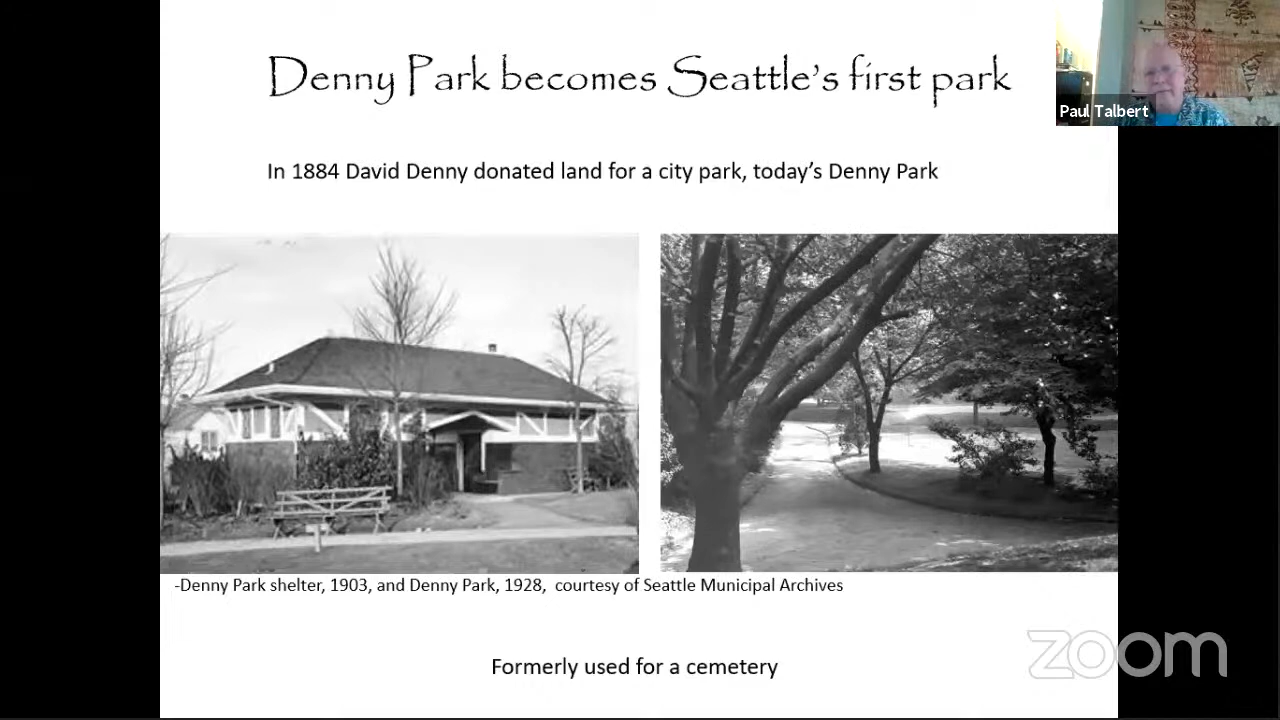 Denny Park becomes Seattle's first park
Paul Talbert
In 1884 David Denny donated land for a city park, today's Denny Park
-Denny Park shelter, 1903, and Denny Park, 1928,  courtesy of Seattle Municipal Archives
zoom
Formerly used for a cemetery